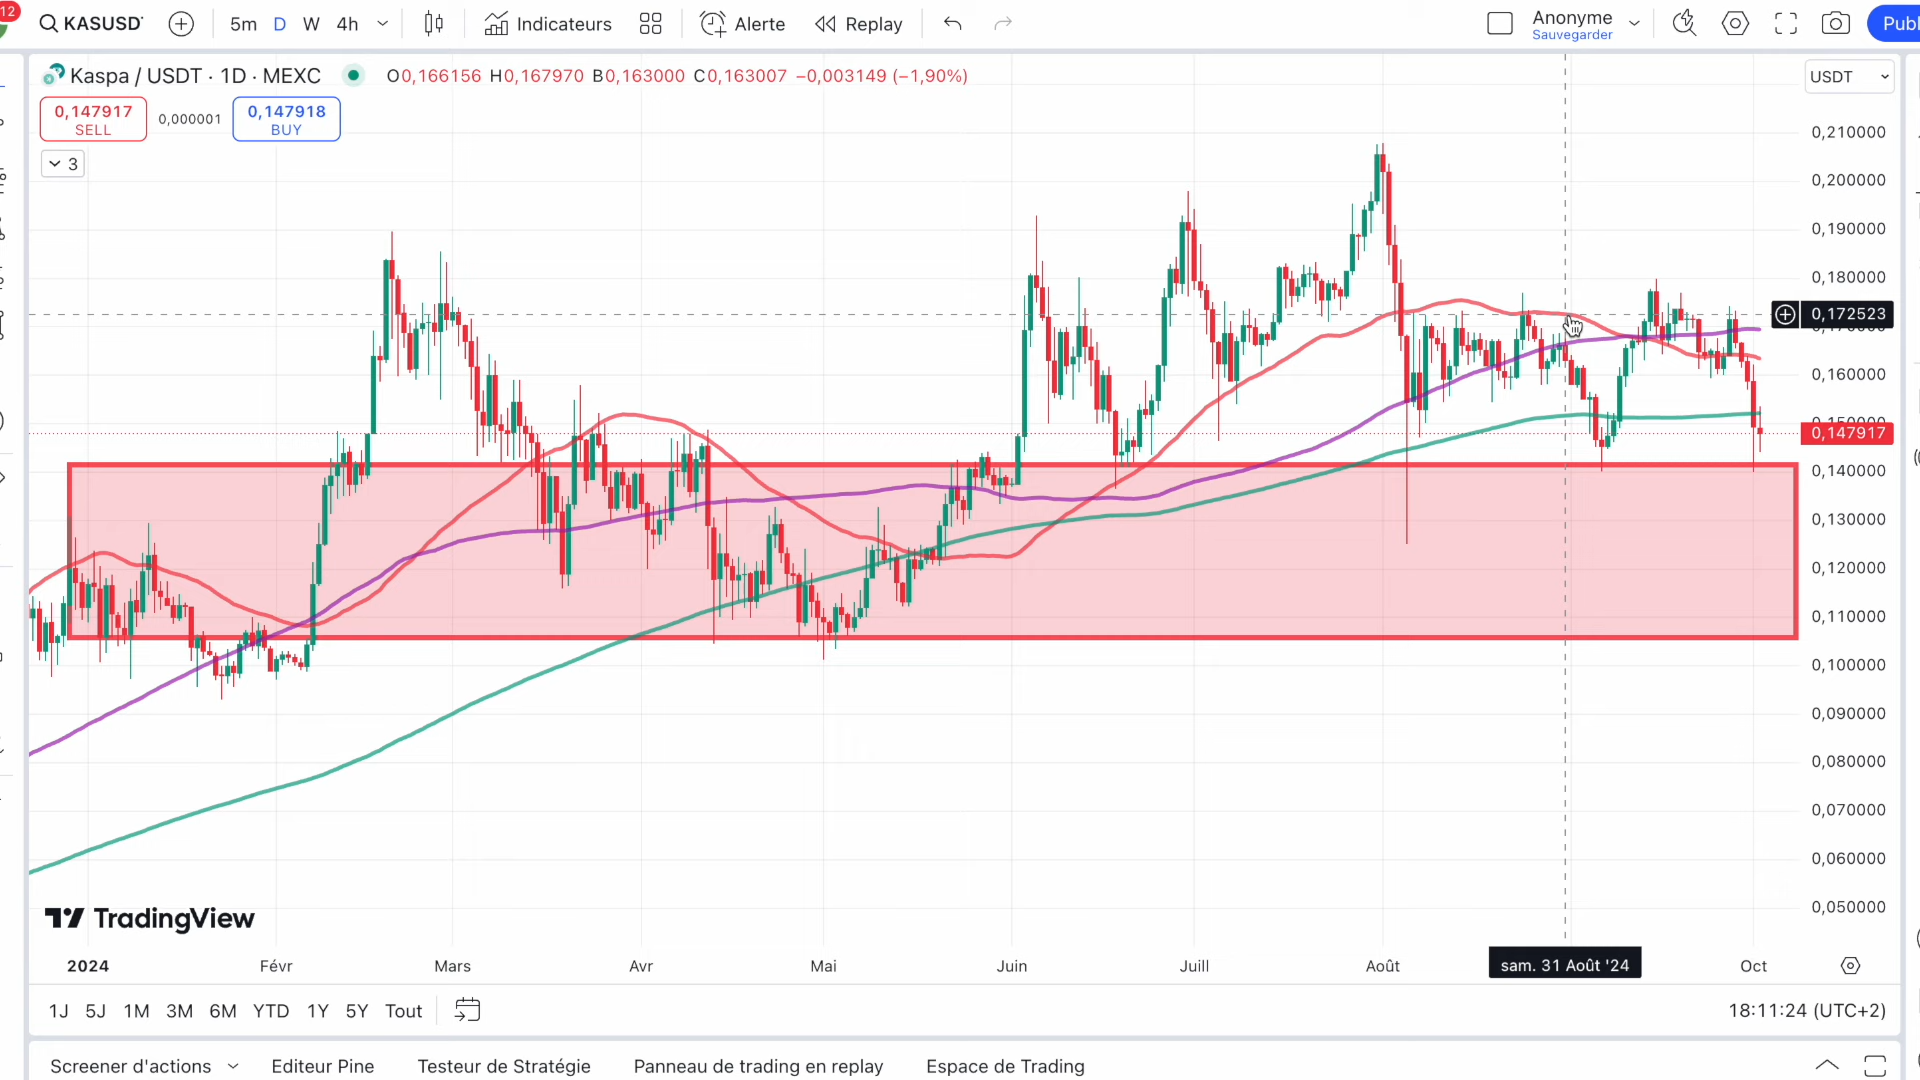 12
KASUSDT
5m D W 4h
Indicateurs
Alerte
Replay
Anonyme
Sauvegarder
Publ
Kaspa / USDT · 1D · MEXC
O0,166156 H0,167970 B0,163000 C0,163007 −0,003149 (−1,90%)
USDT
0,147917
SELL
0,000001
0,147918
BUY
3
0,210000
0,200000
0,190000
0,180000
0,172523
0,160000
0,147917
0,140000
0,130000
0,120000
0,110000
0,100000
0,090000
0,080000
0,070000
0,060000
0,050000
TradingView
2024 Févr Mars Avr Mai Juin Juill Août sam. 31 Août '24 Oct
1J 5J 1M 3M 6M YTD 1Y 5Y Tout
18:11:24 (UTC+2)
Screener d'actions Editeur Pine Testeur de Stratégie Panneau de trading en replay Espace de Trading